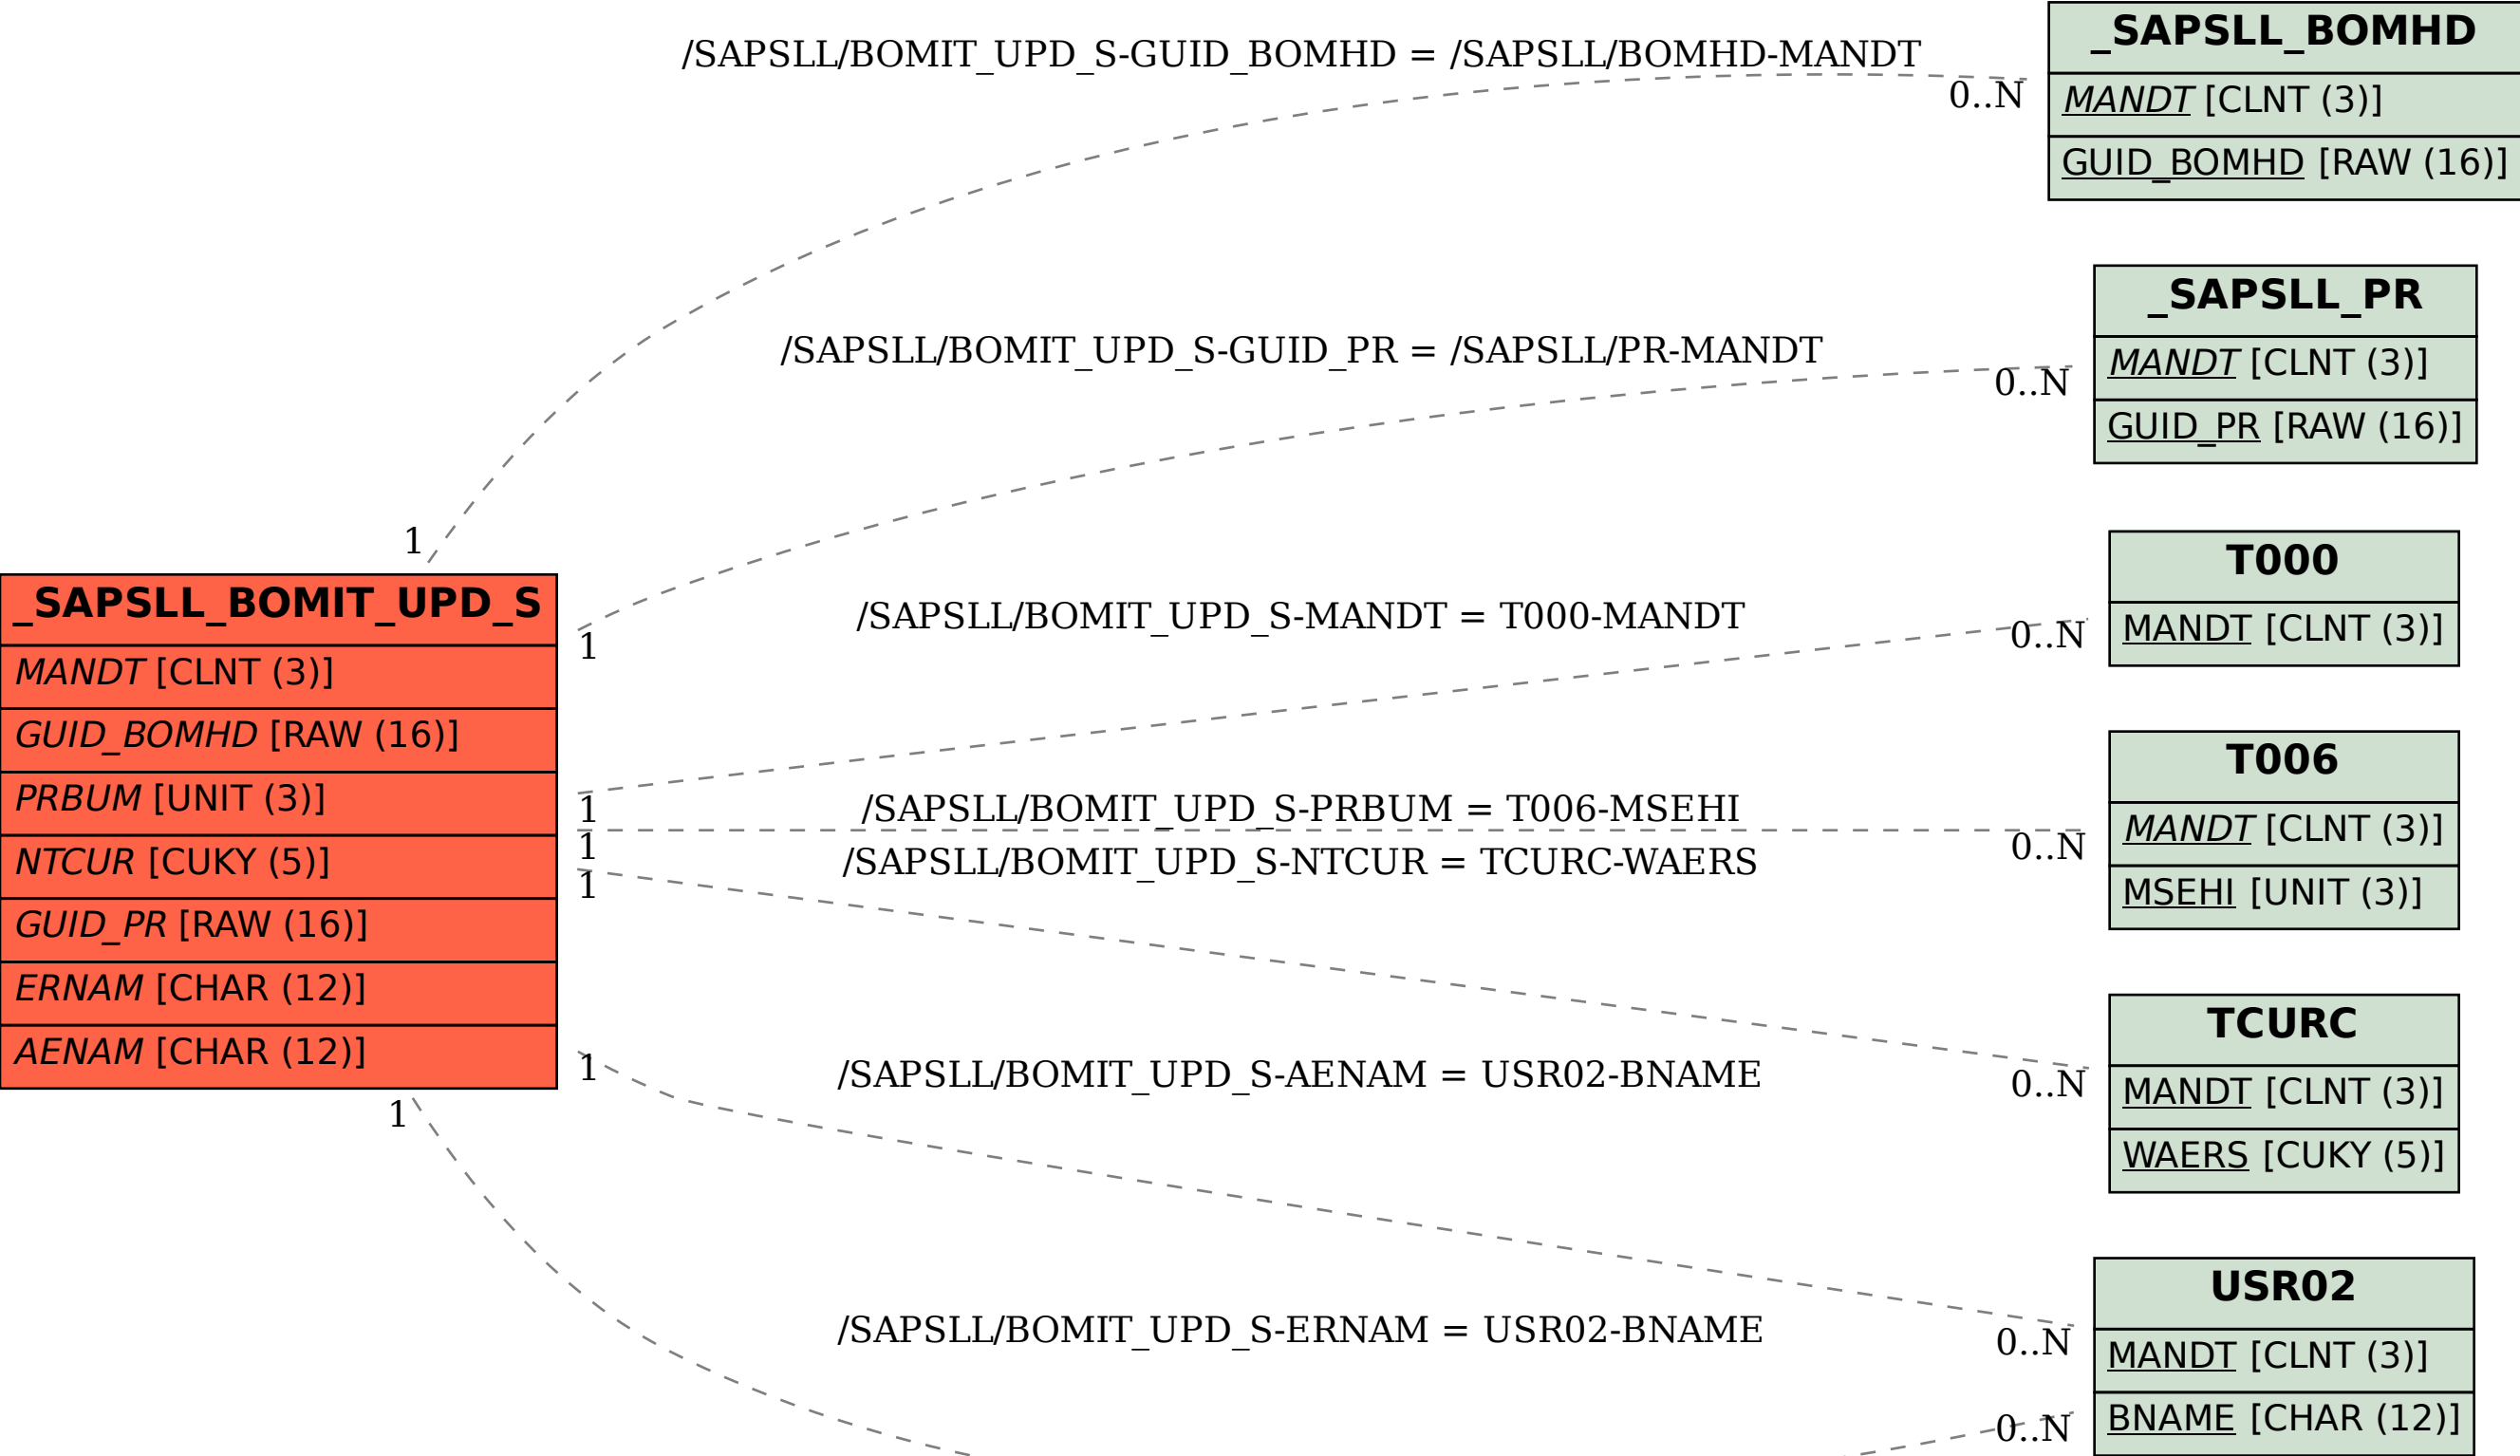 /SAPSLL/BOMIT_UPD_S-GUID_BOMHD = /SAPSLL/BOMHD-MANDT
0..N
_SAPSLL_BOMHD
MANDT [CLNT (3)]
GUID_BOMHD [RAW (16)]
/SAPSLL/BOMIT_UPD_S-GUID_PR = /SAPSLL/PR-MANDT
0..N
_SAPSLL_PR
MANDT [CLNT (3)]
GUID_PR [RAW (16)]
1
1
_SAPSLL_BOMIT_UPD_S
MANDT [CLNT (3)]
GUID_BOMHD [RAW (16)]
PRBUM [UNIT (3)]
NTCUR [CUKY (5)]
GUID_PR [RAW (16)]
ERNAM [CHAR (12)]
AENAM [CHAR (12)]
/SAPSLL/BOMIT_UPD_S-MANDT = T000-MANDT
0..N
T000
MANDT [CLNT (3)]
1
/SAPSLL/BOMIT_UPD_S-PRBUM = T006-MSEHI
1
0..N
T006
MANDT [CLNT (3)]
MSEHI [UNIT (3)]
/SAPSLL/BOMIT_UPD_S-NTCUR = TCURC-WAERS
1
0..N
TCURC
MANDT [CLNT (3)]
WAERS [CUKY (5)]
1
/SAPSLL/BOMIT_UPD_S-AENAM = USR02-BNAME
0..N
1
/SAPSLL/BOMIT_UPD_S-ERNAM = USR02-BNAME
0..N
USR02
MANDT [CLNT (3)]
BNAME [CHAR (12)]